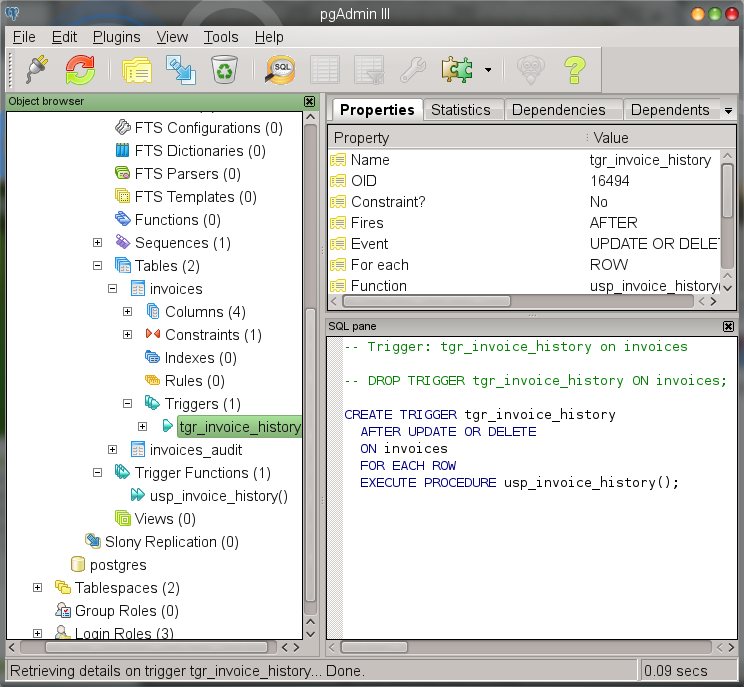 pgAdmin III
File Edit Plugins View Tools Help
SQL
Object browser
FTS Configurations (0)
FTS Dictionaries (0)
FTS Parsers (0)
FTS Templates (0)
Functions (0)
Sequences (1)
Tables (2)
invoices
Columns (4)
Constraints (1)
Indexes (0)
Rules (0)
Triggers (1)
tgr_invoice_history
invoices_audit
Trigger Functions (1)
usp_invoice_history()
Views (0)
Slony Replication (0)
postgres
Tablespaces (2)
Group Roles (0)
Login Roles (3)
Properties Statistics Dependencies Dependents
Property Value
Name tgr_invoice_history
OID 16494
Constraint? No
Fires AFTER
Event UPDATE OR DELET
For each ROW
Function usp_invoice_history(
SQL pane
-- Trigger: tgr_invoice_history on invoices
-- DROP TRIGGER tgr_invoice_history ON invoices;
CREATE TRIGGER tgr_invoice_history
AFTER UPDATE OR DELETE
ON invoices
FOR EACH ROW
EXECUTE PROCEDURE usp_invoice_history();
Retrieving details on trigger tgr_invoice_history... Done.
0.09 secs